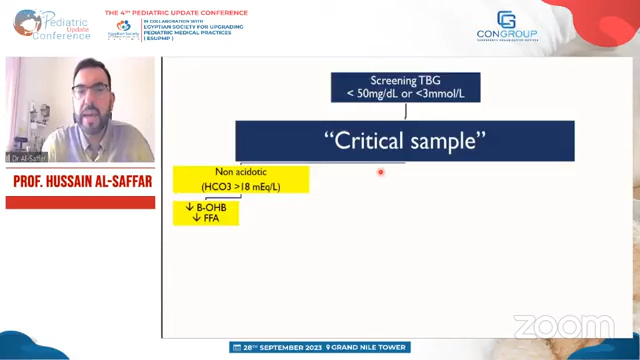 Pediatric
Update
Conference
THE 4TH PEDIATRIC UPDATE CONFERENCE
IN COLLABORATION WITH
EGYPTIAN SOCIETY FOR UPGRADING
PEDIATRIC MEDICAL PRACTICES
( ESUPMP )
CONGROUP
Screening TBG
< 50mg/dL or <3mmol/L
"Critical sample"
Non acidotic
(HCO3 >18 mEq/L)
↓ B-OHB
↓ FFA
Dr Al-Saffar
PROF. HUSSAIN AL-SAFFAR
Pediatric
Conference
zoom
28TH SEPTEMBER 2023 GRAND NILE TOWER